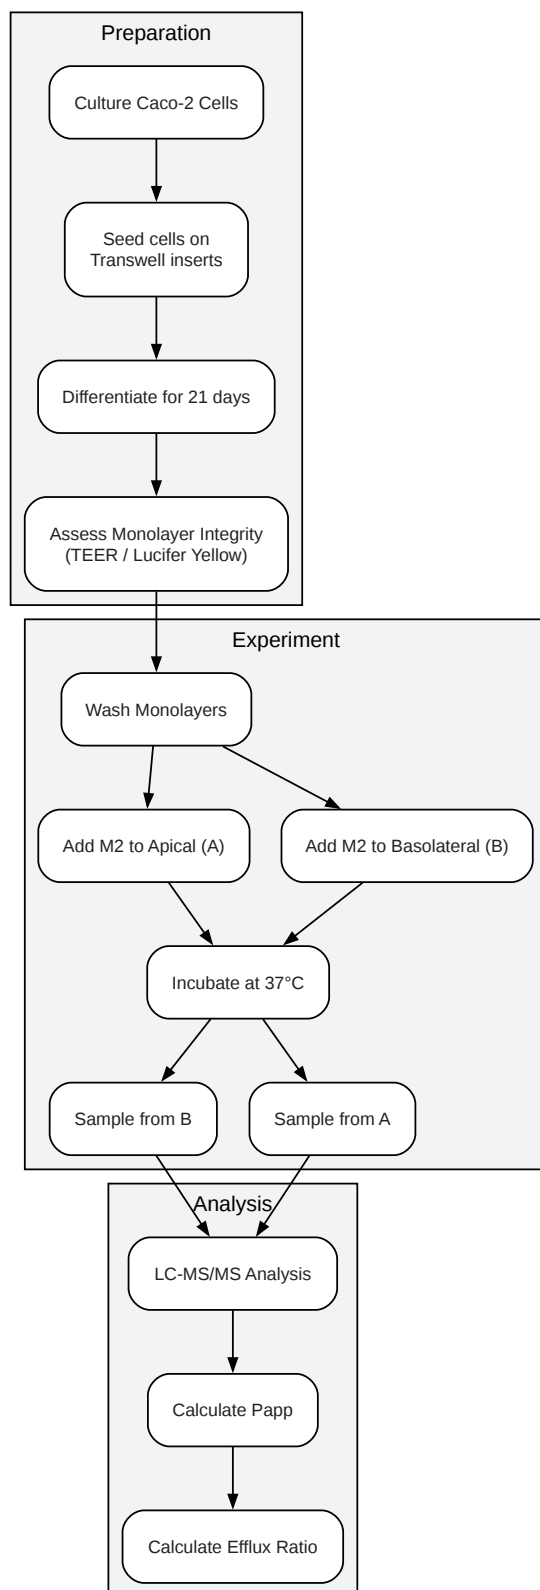 Preparation
Culture Caco-2 Cells
Seed cells on
Transwell inserts
Differentiate for 21 days
Assess Monolayer Integrity
(TEER / Lucifer Yellow)
Experiment
Wash Monolayers
Add M2 to Apical (A)
Add M2 to Basolateral (B)
Incubate at 37°C
Sample from B
Sample from A
Analysis
LC-MS/MS Analysis
Calculate Papp
Calculate Efflux Ratio